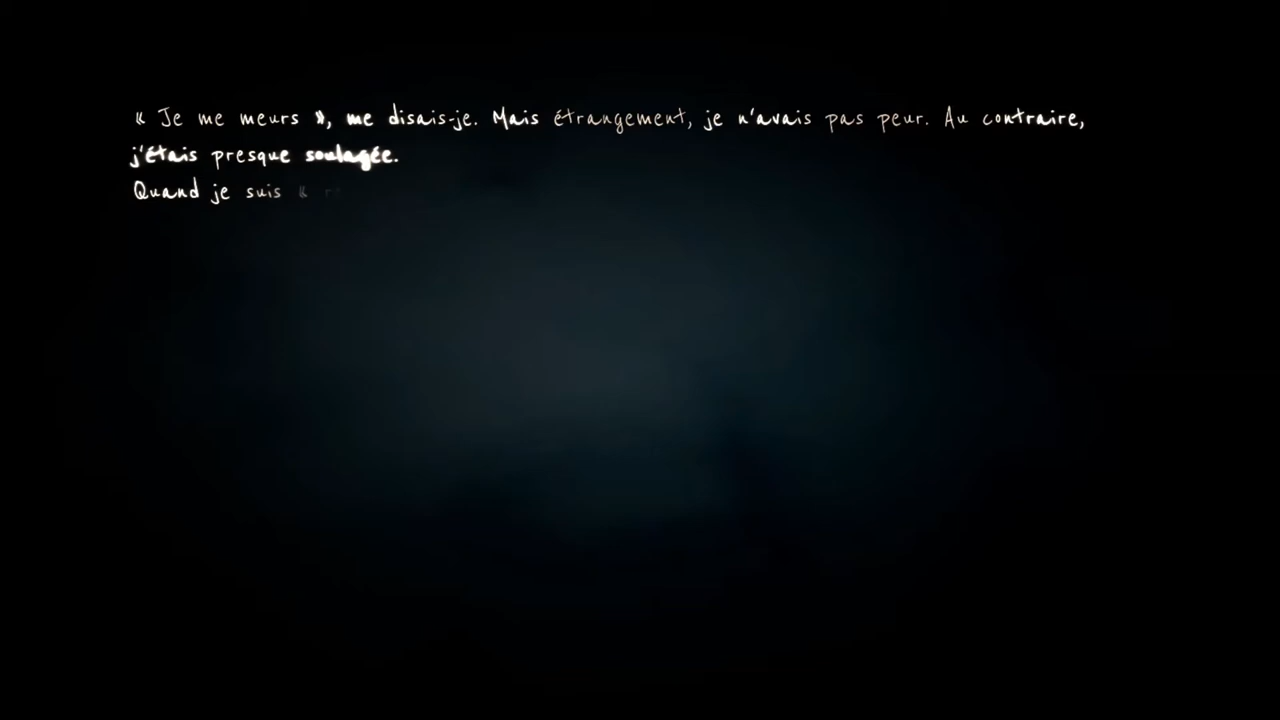 « Je me meurs », me disais-je. Mais étrangement, je n'avais pas peur. Au contraire,
j'étais presque soulagée.
Quand je suis «